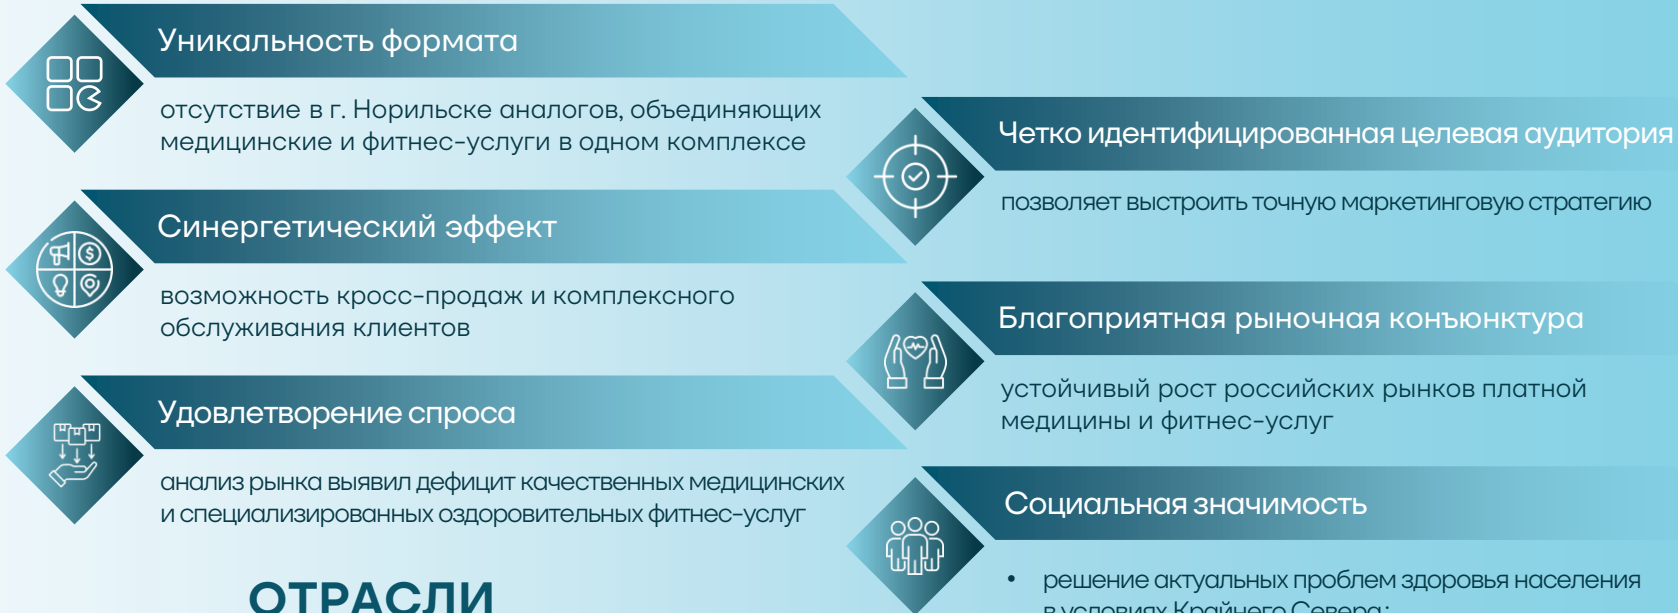 Уникальность формата
отсутствие в г. Норильске аналогов, объединяющих
медицинские и фитнес-услуги в одном комплексе
Синергетический эффект
возможность кросс-продаж и комплексного
обслуживания клиентов
Удовлетворение спроса
анализ рынка выявил дефицит качественных медицинских
и специализированных оздоровительных фитнес-услуг
ОТРАСЛИ
Четко идентифицированная целевая аудитория
позволяет выстроить точную маркетинговую стратегию
Благоприятная рыночная конъюнктура
устойчивый рост российских рынков платной
медицины и фитнес-услуг
Социальная значимость
• решение актуальных проблем здоровья населения
в условиях Крайнего Севера;